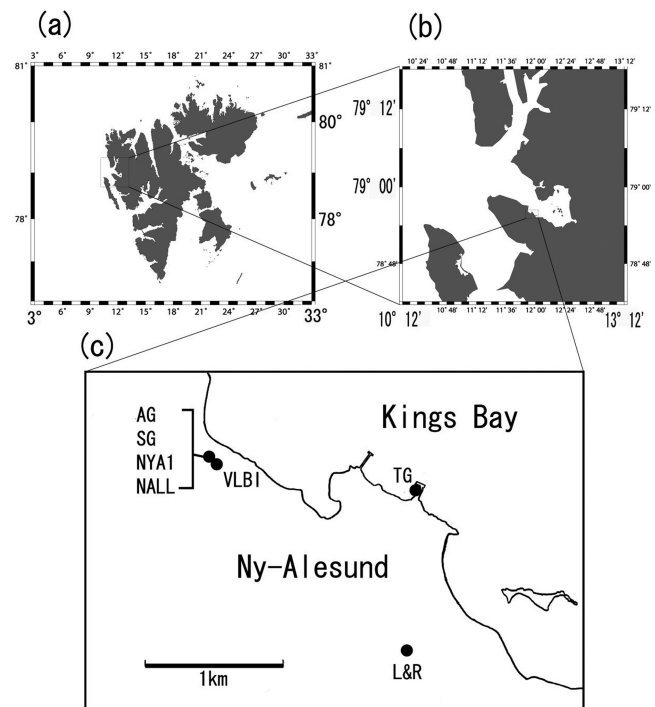 (a)
3° 6° 9° 12° 15° 18° 21° 24° 27° 30° 33°
81° 81°
80°
78° 78°
3° 6° 9° 12° 15° 18° 21° 24° 27° 30° 33°
(b)
10° 24' 10° 48' 11° 12' 11° 36' 12° 00' 12° 24' 12° 48' 13° 12'
79° 12' 79° 12'
79° 00' 79° 00'
78° 48' 78° 48'
10° 12' 10° 48' 11° 12' 11° 36' 12° 00' 12° 24' 13° 12'
(c)
Kings Bay
AG
SG
NYA1
NALL
VLBI
TG
Ny-Alesund
L&R
1km